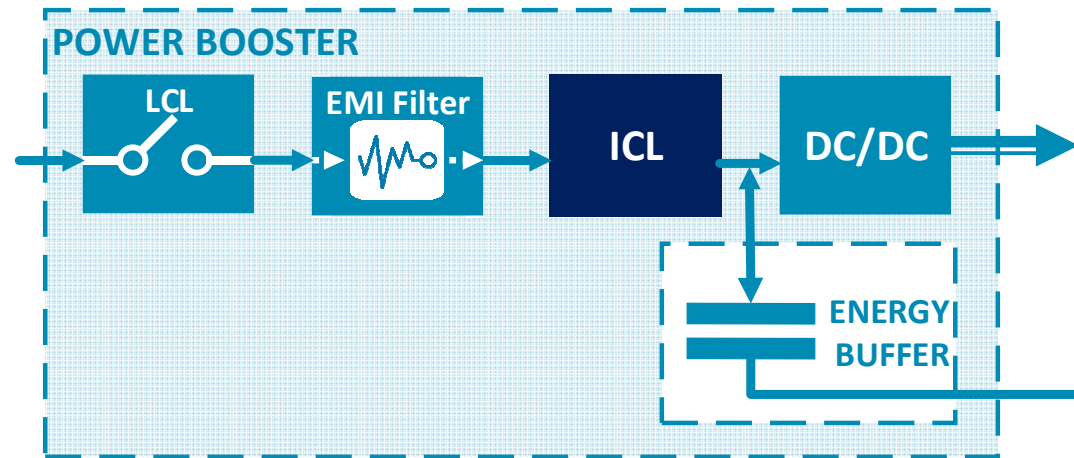 POWER BOOSTER
LCL
EMI Filter
ICL
DC/DC
ENERGY
BUFFER